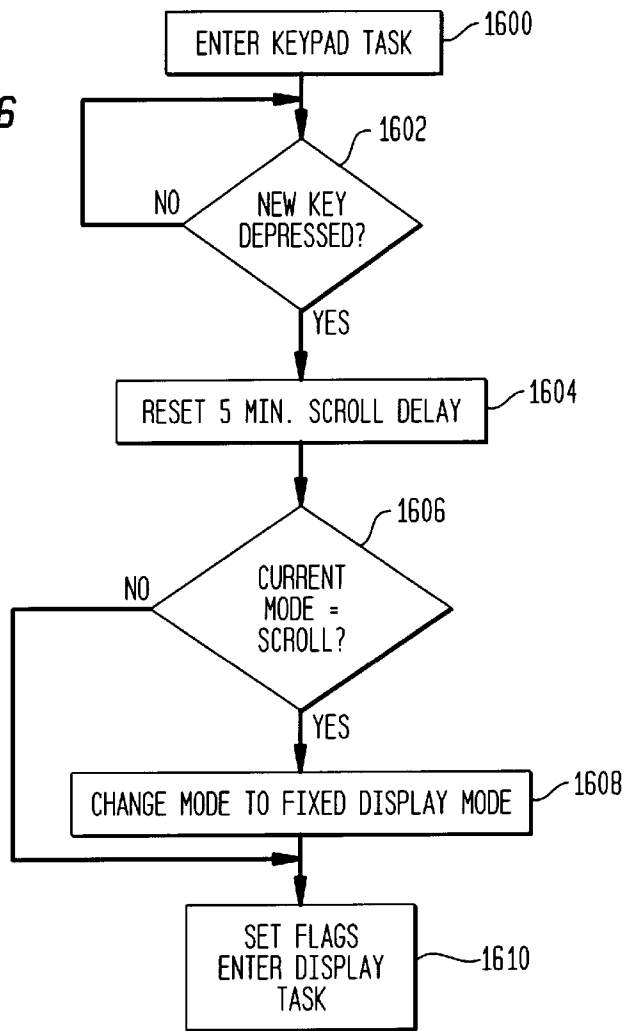 ENTER KEYPAD TASK
1600
6
1602
NEW KEY
DEPRESSED?
NO
YES
RESET 5 MIN. SCROLL DELAY
1604
1606
CURRENT
MODE =
SCROLL?
NO
YES
CHANGE MODE TO FIXED DISPLAY MODE
1608
SET FLAGS
ENTER DISPLAY
TASK
1610